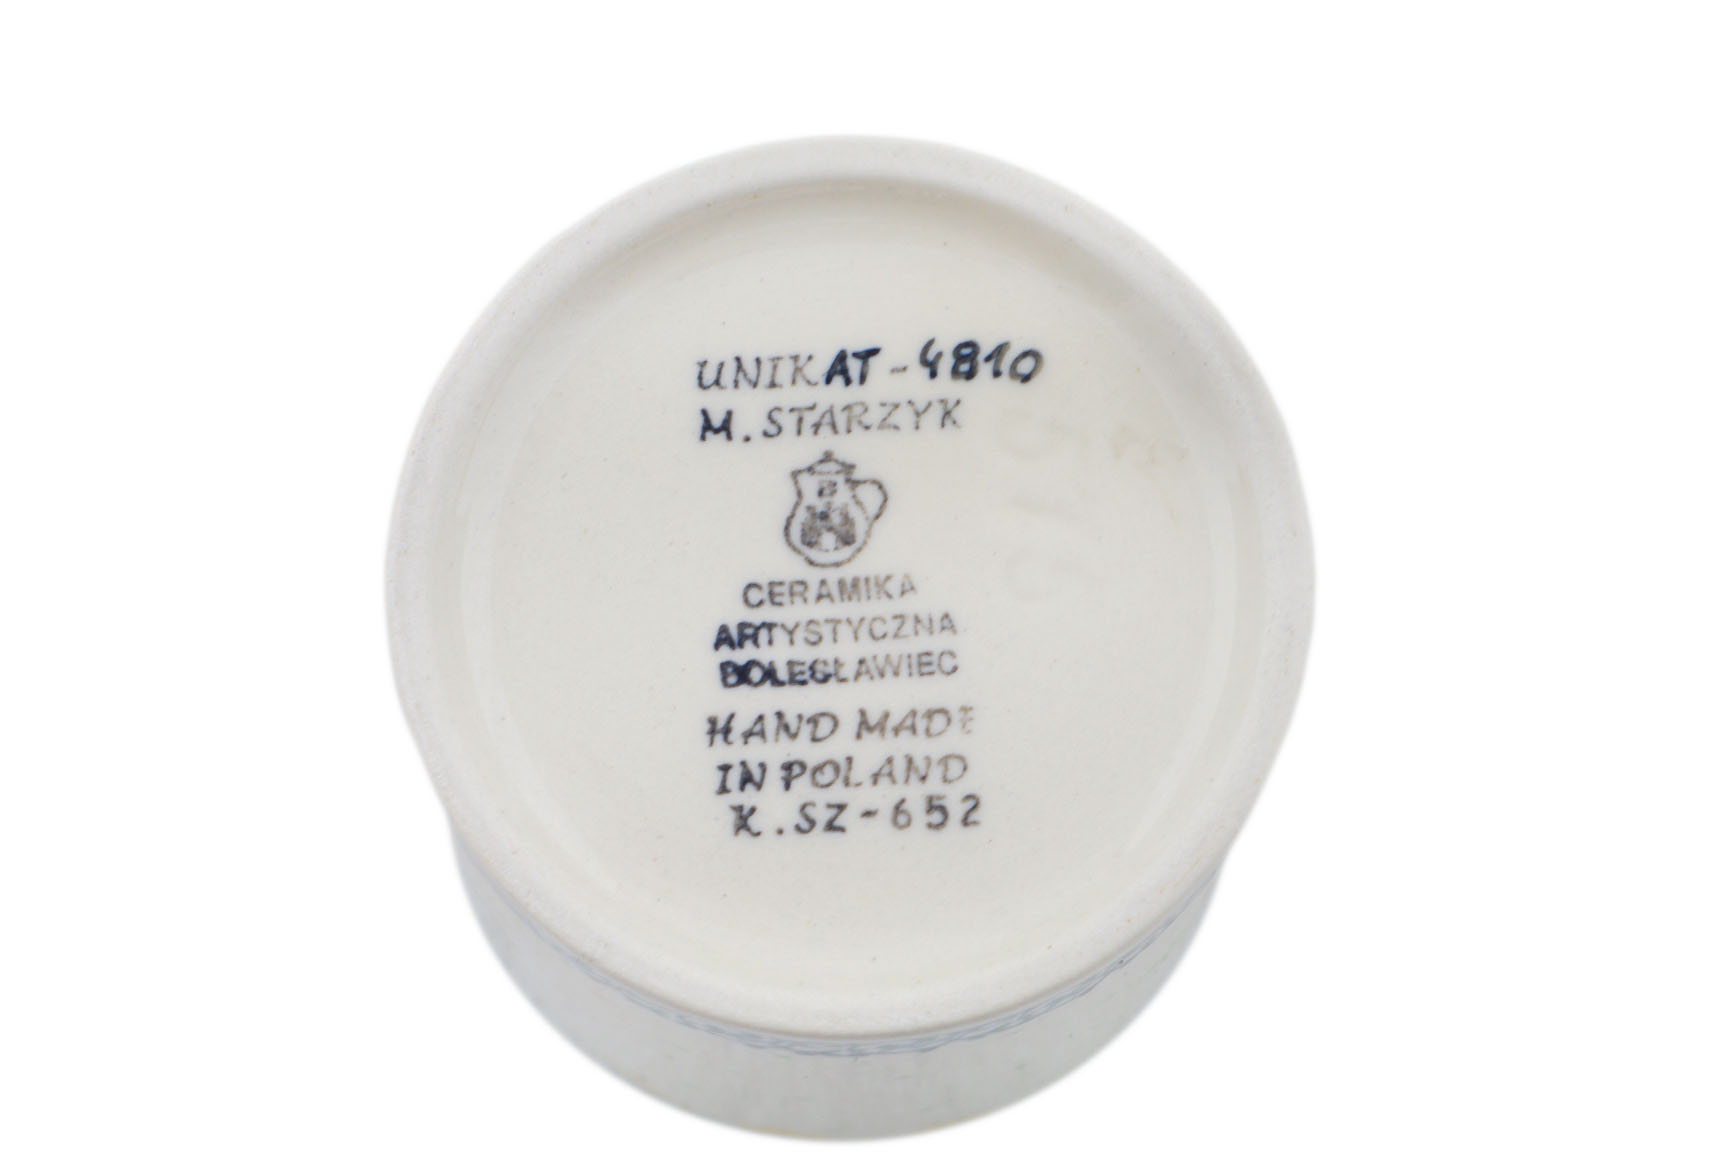 UNIKAT-4810
M. STARZYK
B
CERAMIKA
ARTYSTYCZNA
BOLESŁAWIEC
HAND MADE
IN POLAND
K.SZ-652